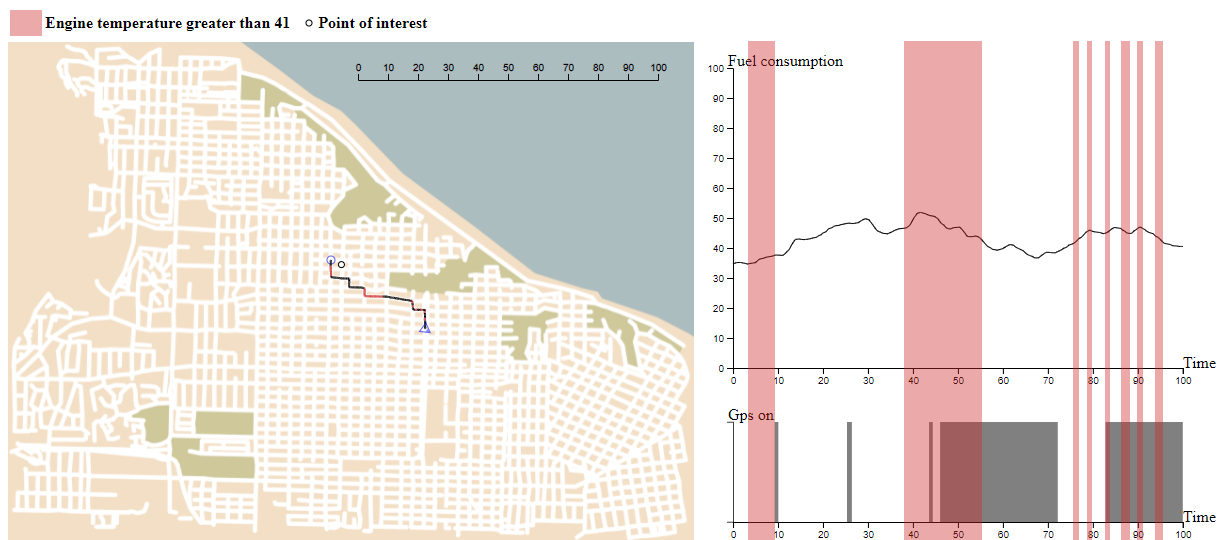 Engine temperature greater than 41 Point of interest
0 10 20 30 40 50 60 70 80 90 100
Fuel consumption
100
90
80
70
60
50
40
30
20
10
0
Time
0 10 20 30 40 50 60 70 80 90 100
Gps on
Time
0 10 20 30 40 50 60 70 80 90 100